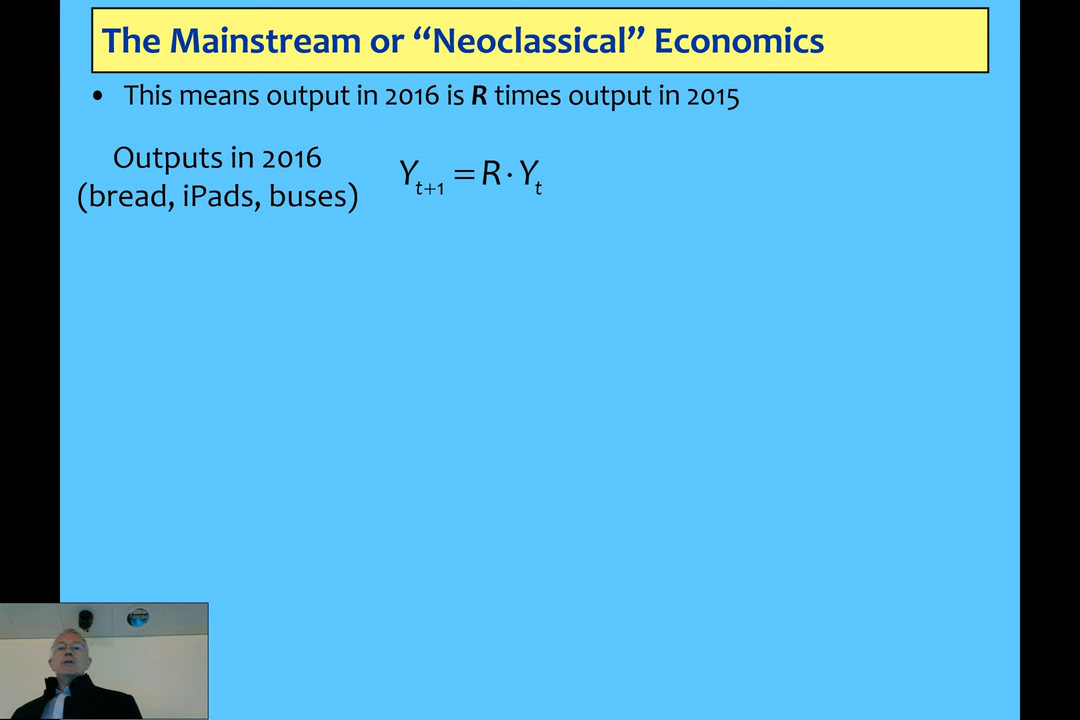 The Mainstream or “Neoclassical” Economics
• This means output in 2016 is R times output in 2015
Outputs in 2016
(bread, iPads, buses)
Yt+1 = R · Yt